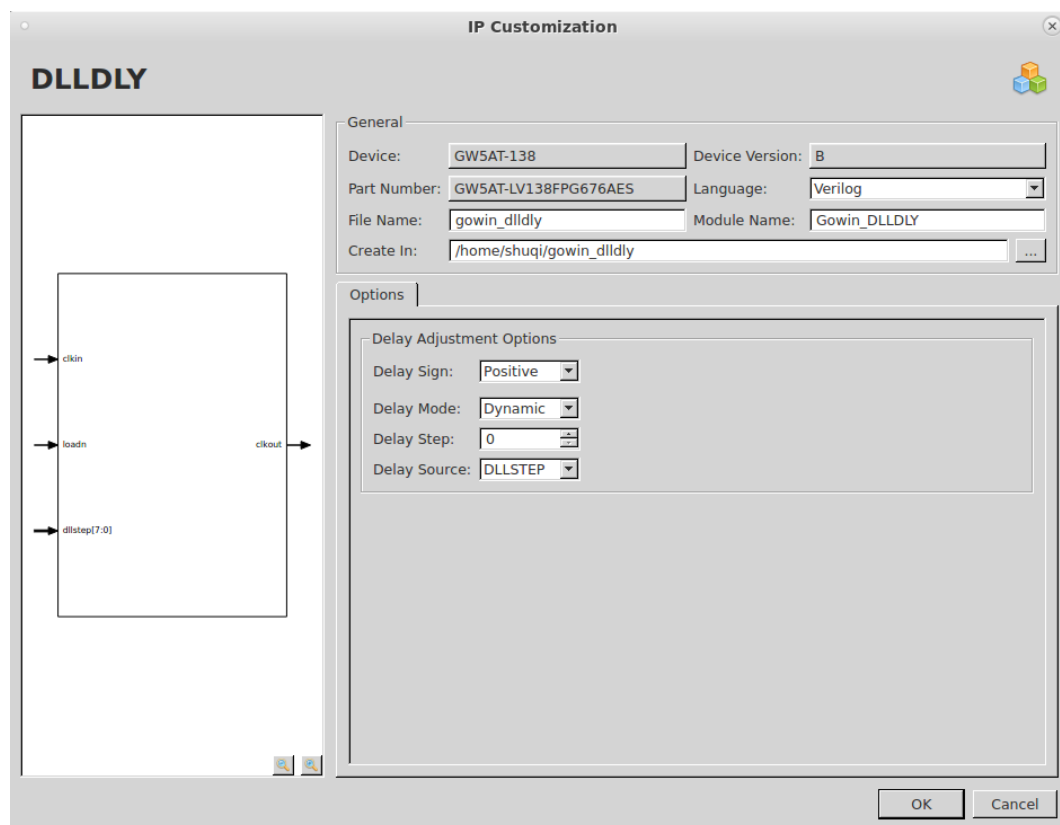 IP Customization
DLLDLY
General
Device: GW5AT-138 Device Version: B
Part Number: GW5AT-LV138FPG676AES Language: Verilog
File Name: gowin_dlldly Module Name: Gowin_DLLDLY
Create In: /home/shuqi/gowin_dlldly ...
Options
Delay Adjustment Options
Delay Sign: Positive
Delay Mode: Dynamic
Delay Step: 0
Delay Source: DLLSTEP
clkin
loadn clkout
dllstep[7:0]
OK Cancel